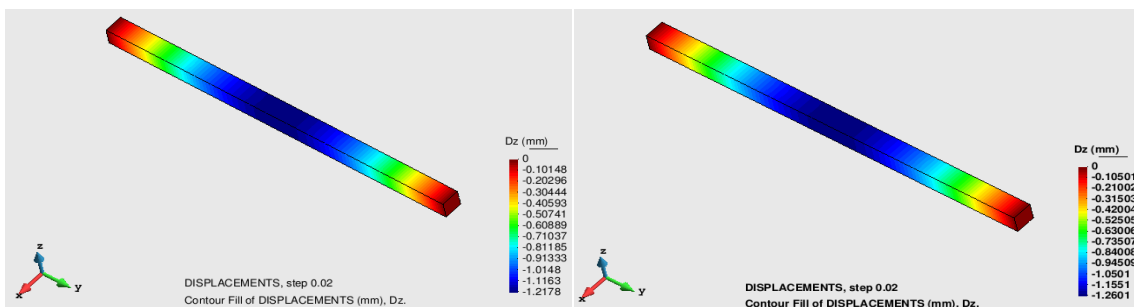 Dz (mm)
0
-0.10148
-0.20296
-0.30444
-0.40593
-0.50741
-0.60889
-0.71037
-0.81185
-0.91333
-1.0148
-1.1163
-1.2178
z
x
y
DISPLACEMENTS, step 0.02
Contour Fill of DISPLACEMENTS (mm), Dz.
Dz (mm)
0
-0.10501
-0.21002
-0.31503
-0.42004
-0.52505
-0.63006
-0.73507
-0.84008
-0.94509
-1.0501
-1.1551
-1.2601
z
x
y
DISPLACEMENTS, step 0.02
Contour Fill of DISPLACEMENTS (mm), Dz.